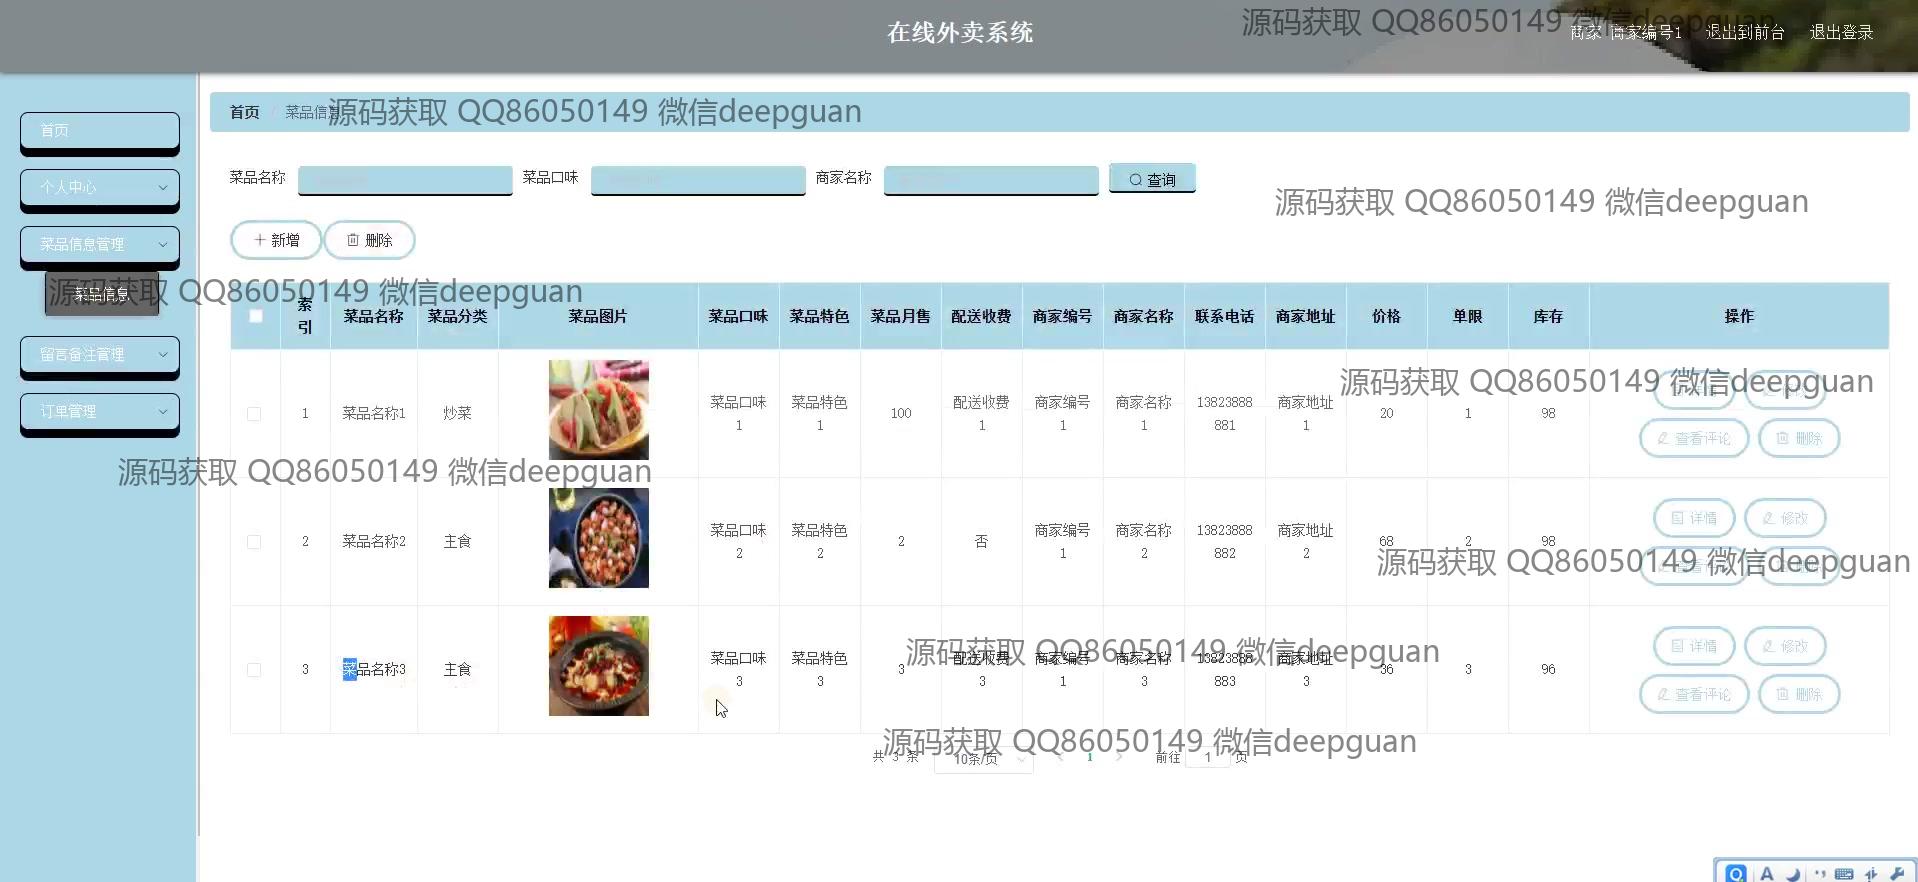 在线外卖系统
源码获取 QQ86050149 微信deepguan
商家 商家编号1 退出到前台 退出登录
首页 / 菜品信息
源码获取 QQ86050149 微信deepguan
首页
个人中心
菜品信息管理
菜品信息
留言备注管理
订单管理
菜品名称 菜品口味 商家名称 查询
源码获取 QQ86050149 微信deepguan
新增 删除
源码获取 QQ86050149 微信deepguan
索引 菜品名称 菜品分类 菜品图片 菜品口味 菜品特色 菜品月售 配送收费 商家编号 商家名称 联系电话 商家地址 价格 单限 库存 操作
1 菜品名称1 炒菜 菜品口味1 菜品特色1 100 配送收费1 商家编号1 商家名称1 13823888881 商家地址1 20 1 98
源码获取 QQ86050149 微信deepguan
查看评论 删除
源码获取 QQ86050149 微信deepguan
2 菜品名称2 主食 菜品口味2 菜品特色2 2 否 商家编号1 商家名称2 13823888882 商家地址2 68 2 98 详情 修改
源码获取 QQ86050149 微信deepguan
3 菜品名称3 主食 菜品口味3 菜品特色3 3 配送收费3 商家编号1 商家名称3 13823888883 商家地址3 36 3 96 详情 修改
查看评论 删除
源码获取 QQ86050149 微信deepguan
源码获取 QQ86050149 微信deepguan
共 3 条 10条/页 1 前往 1 页